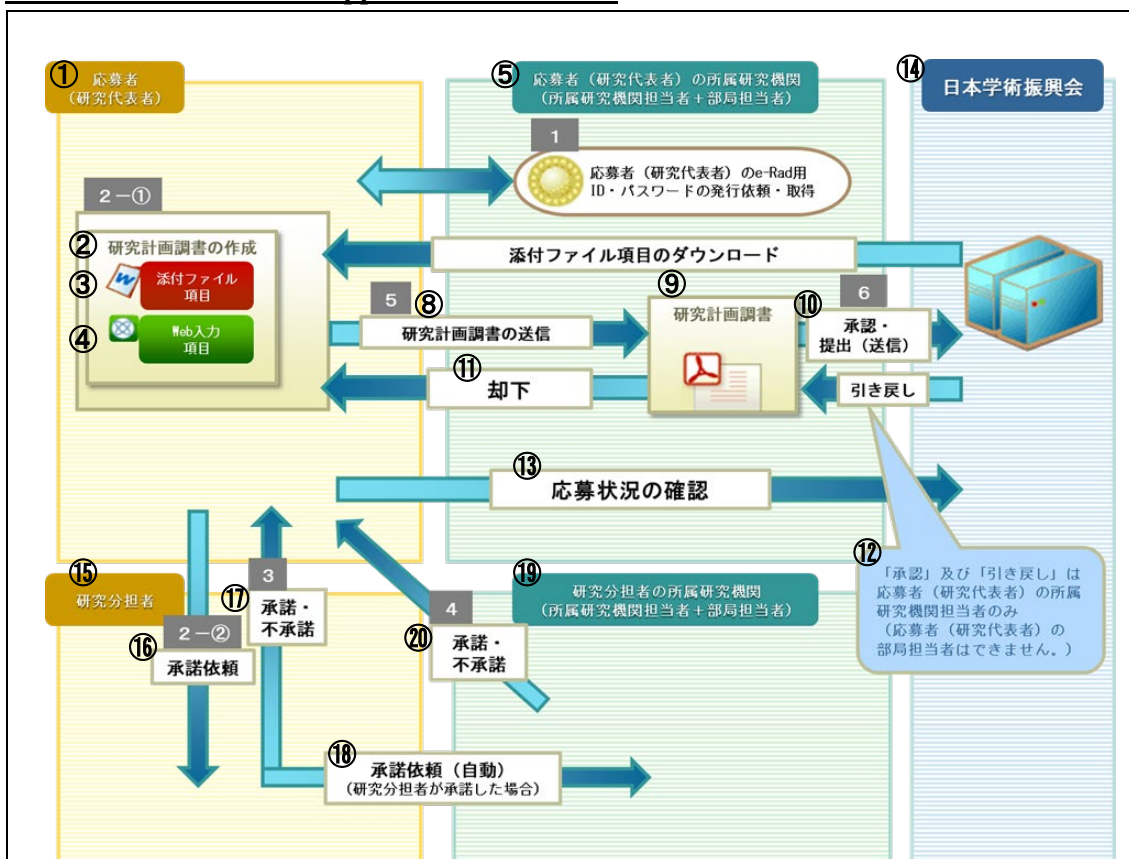 ①
応募者
(研究代表者)
⑤
応募者(研究代表者)の所属研究機関
(所属研究機関担当者+部局担当者)
⑭
日本学術振興会
1
応募者(研究代表者)のe-Rad用
ID・パスワードの発行依頼・取得
2-①
②
研究計画調書の作成
③
添付ファイル
項目
④
Web入力
項目
添付ファイル項目のダウンロード
5
⑧
研究計画調書の送信
⑨
研究計画調書
⑩
6
承認・
提出(送信)
⑪
却下
引き戻し
⑬
応募状況の確認
⑫
「承認」及び「引き戻し」は
応募者(研究代表者)の所属
研究機関担当者のみ
(応募者(研究代表者)の
部局担当者はできません。)
⑮
研究分担者
⑯
2-②
承諾依頼
⑰
3
承諾・
不承諾
⑲
研究分担者の所属研究機関
(所属研究機関担当者+部局担当者)
⑳
4
承諾・
不承諾
⑱
承諾依頼(自動)
(研究分担者が承諾した場合)